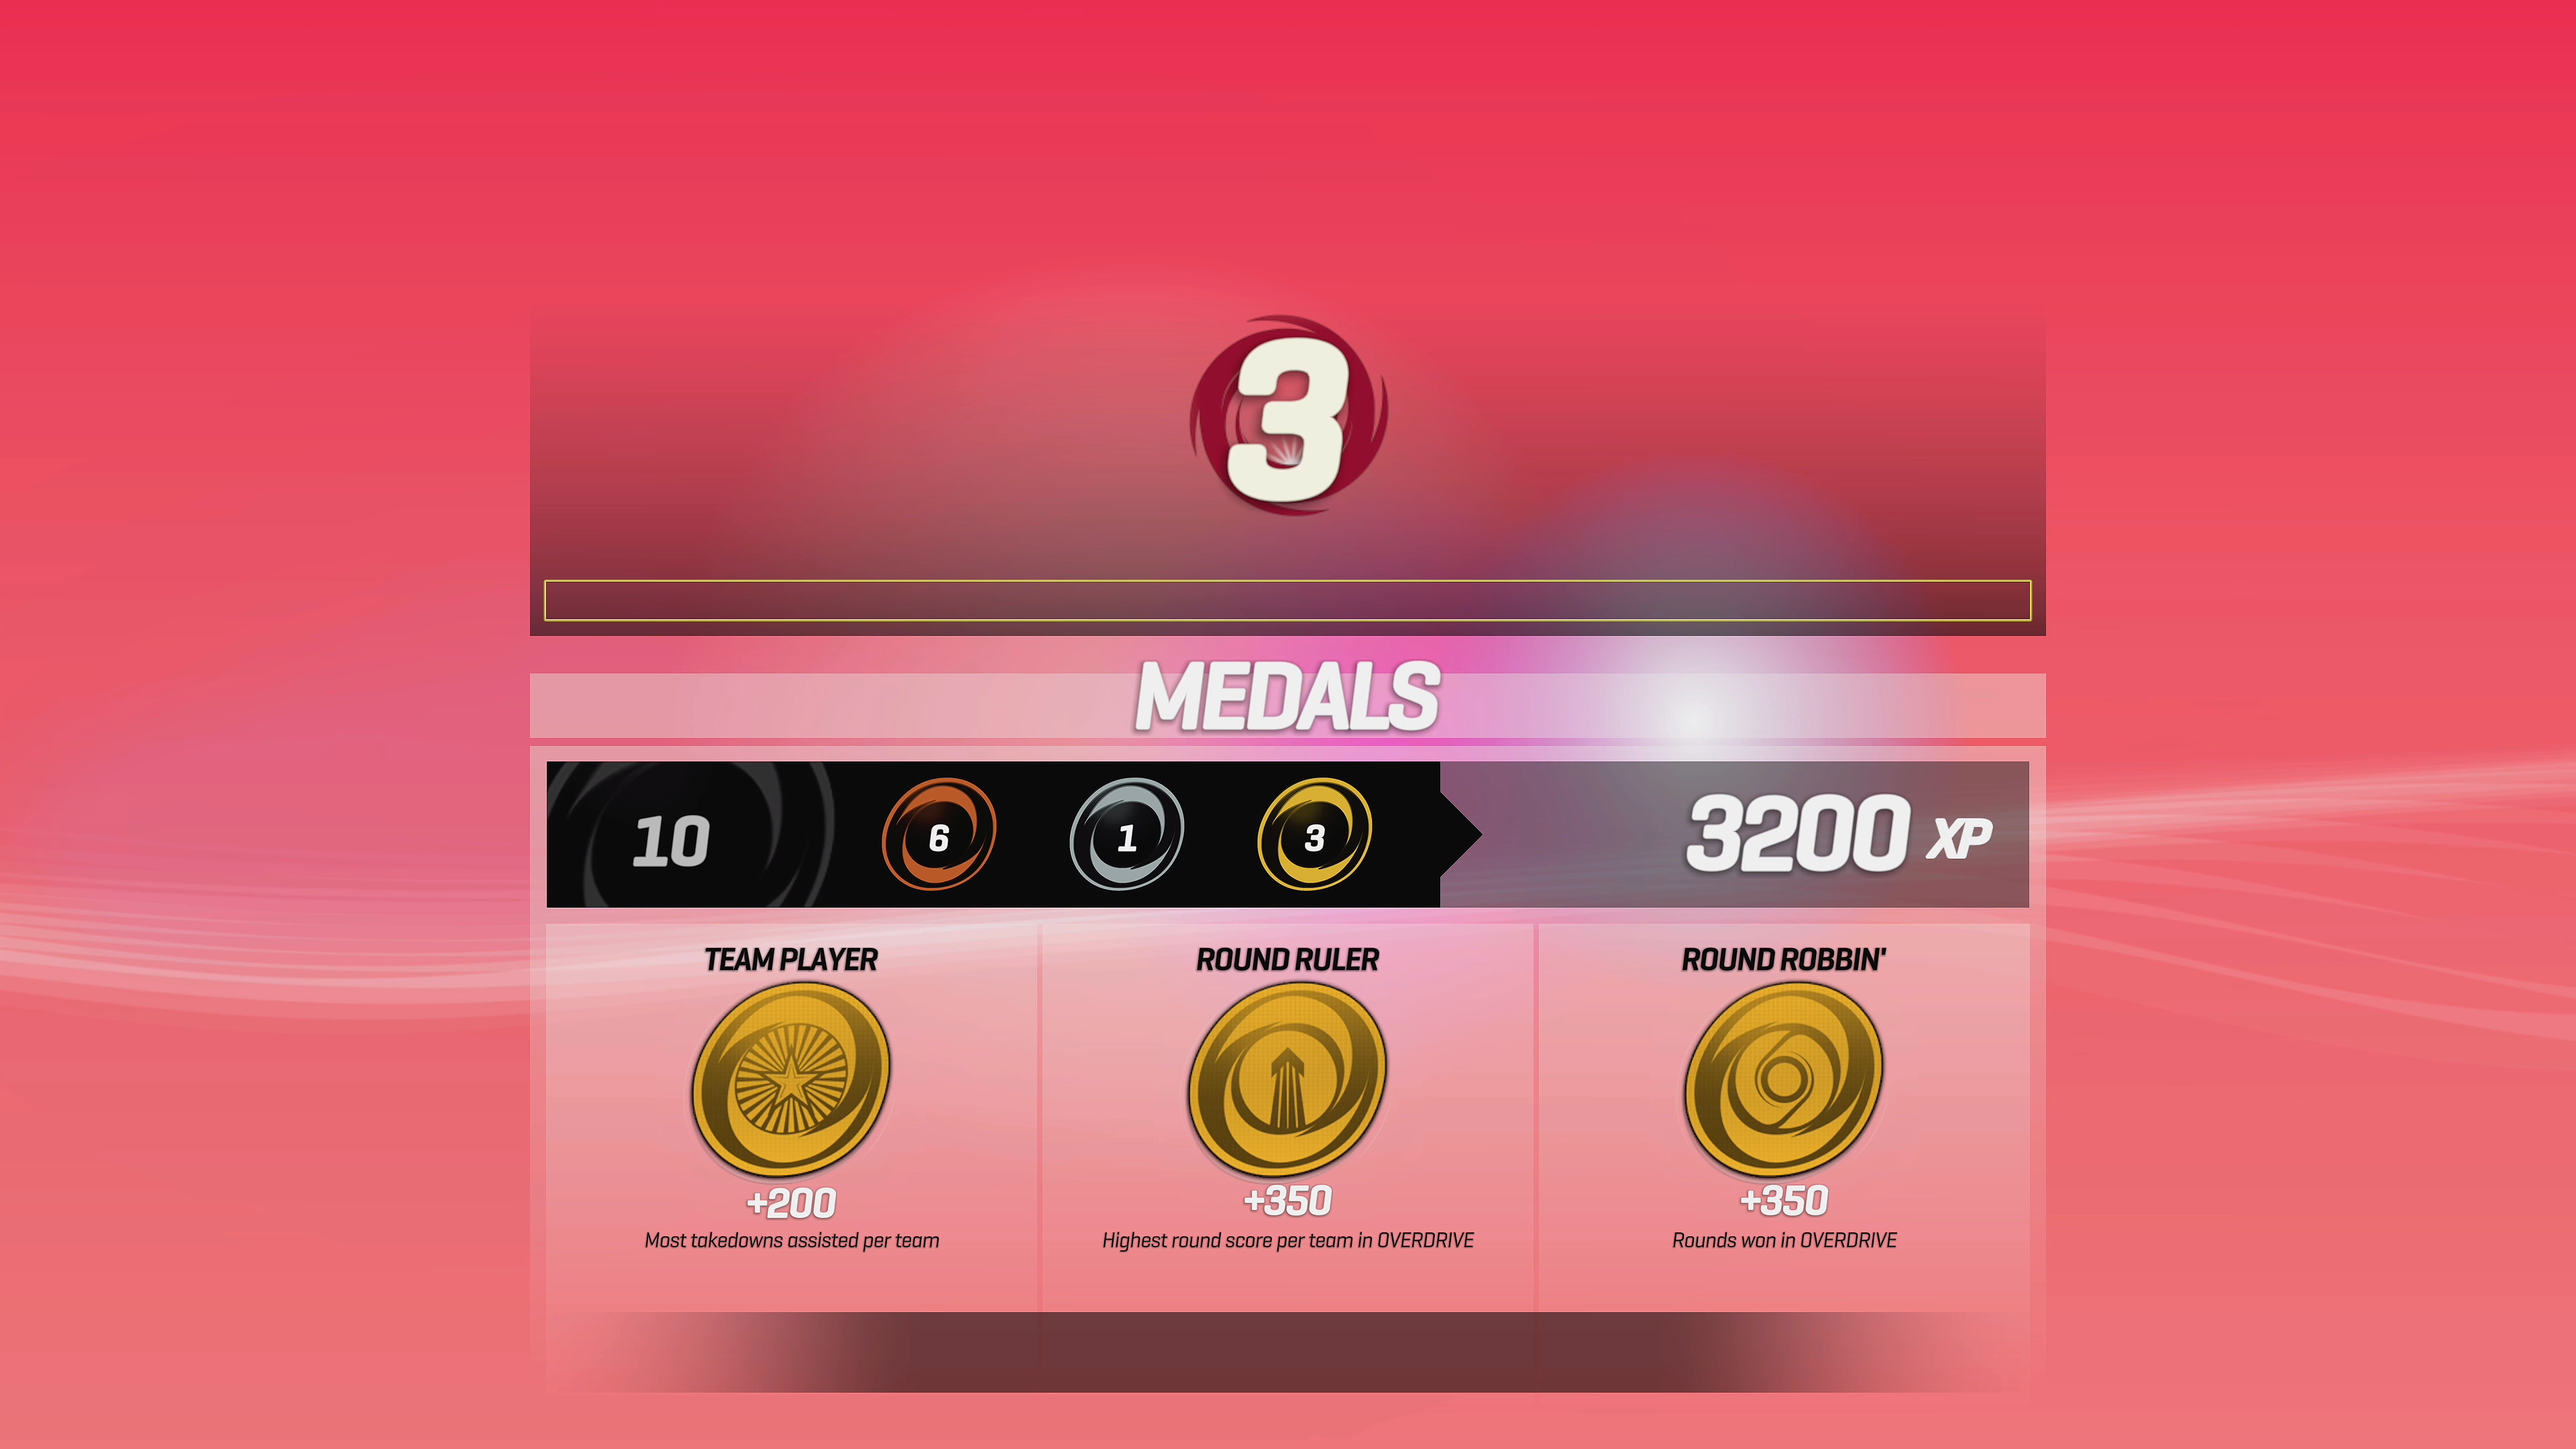 3
MEDALS
10 6 1 3 3200 XP
TEAM PLAYER
+200
Most takedowns assisted per team
ROUND RULER
+350
Highest round score per team in OVERDRIVE
ROUND ROBBIN'
+350
Rounds won in OVERDRIVE